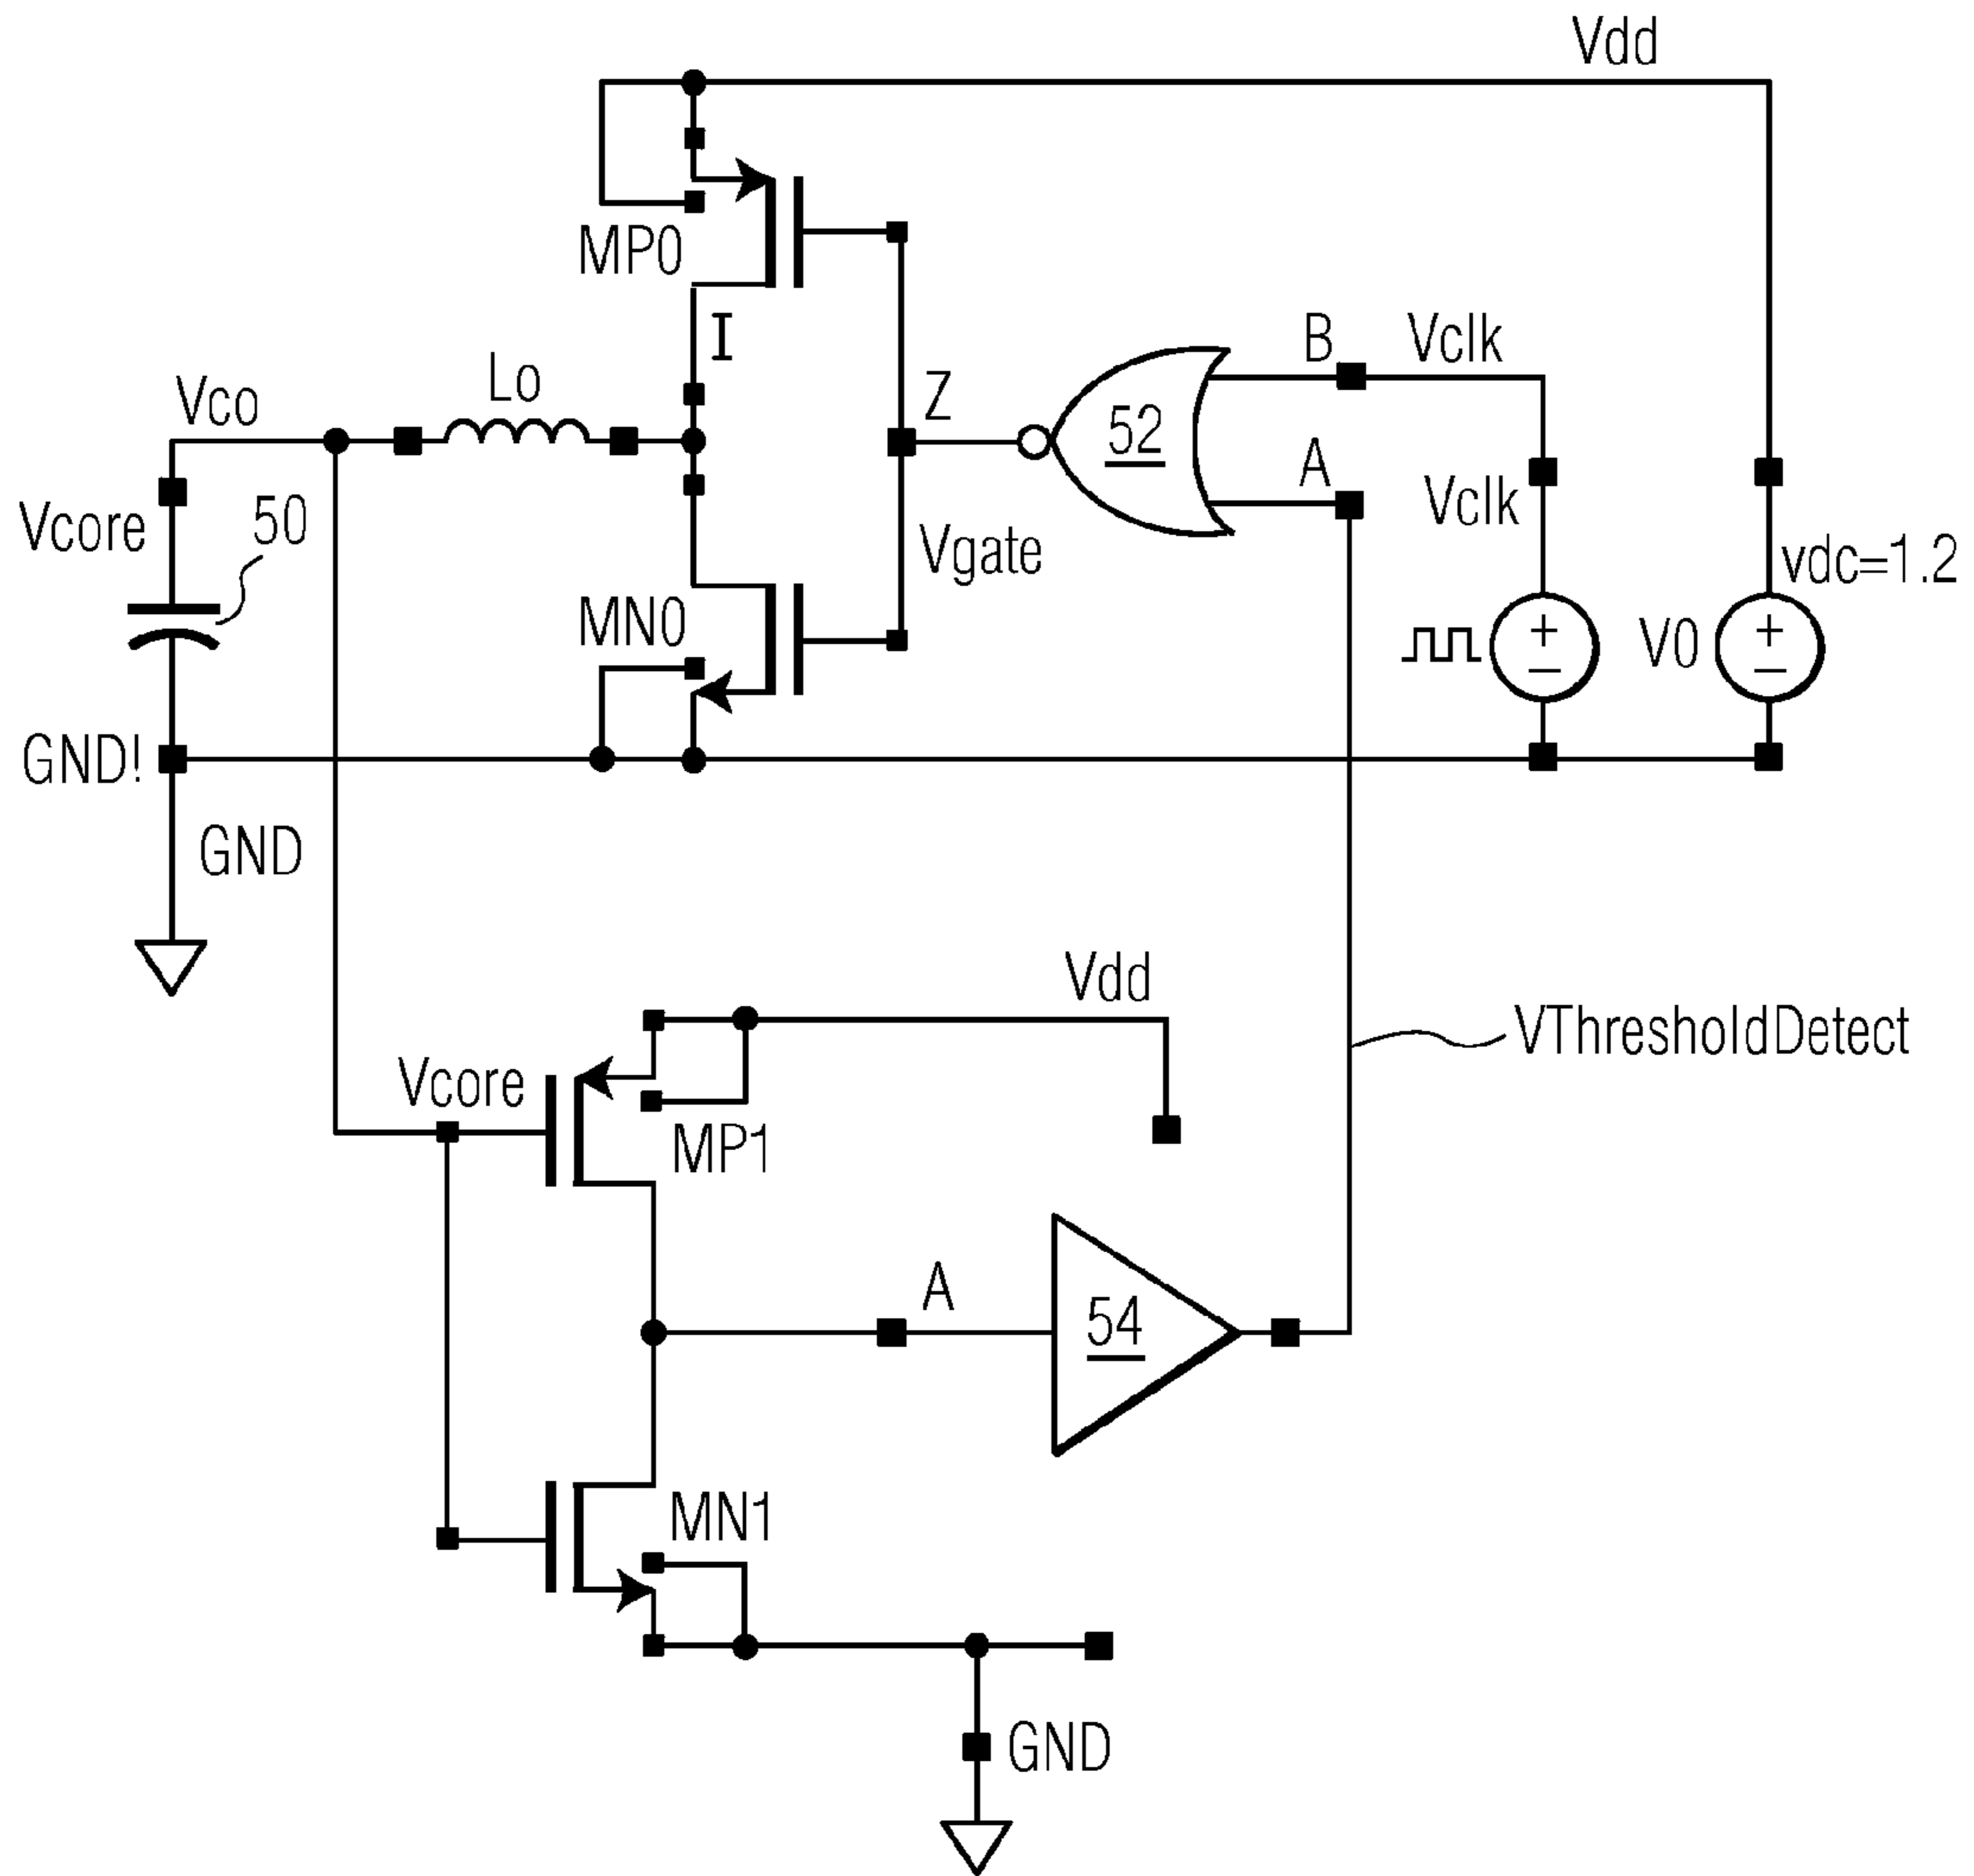 Vdd
MP0
I
B
Vclk
Lo
Z
Vco
52
A
Vclk
50
Vcore
Vgate
vdc=1.2
MN0
V0
+
−
+
−
GND!
GND
Vdd
VThresholdDetect
Vcore
MP1
A
54
MN1
GND